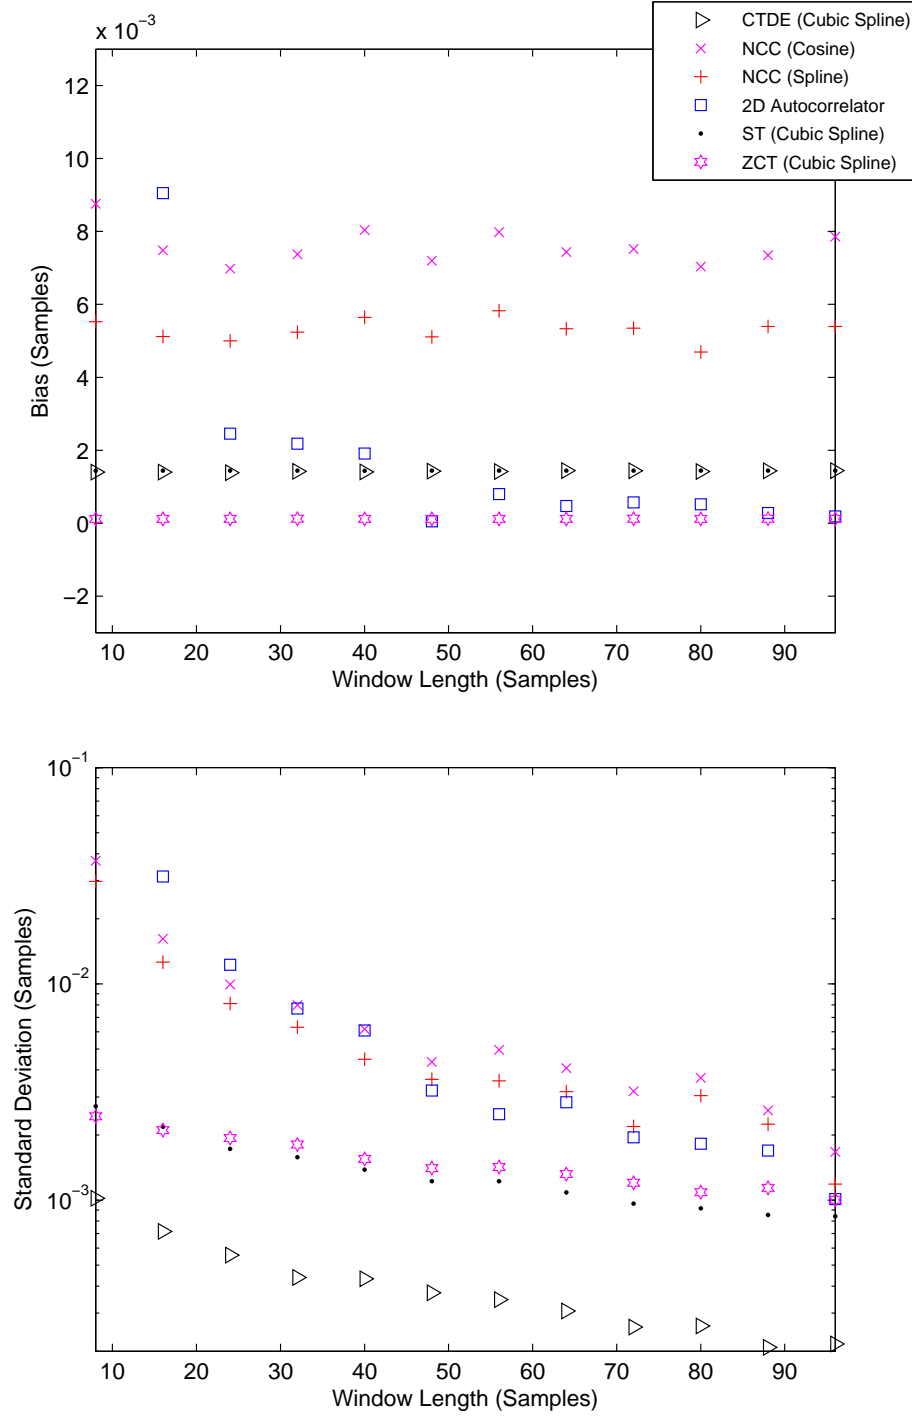 x 10⁻³
CTDE (Cubic Spline)
NCC (Cosine)
NCC (Spline)
2D Autocorrelator
ST (Cubic Spline)
ZCT (Cubic Spline)
12
10
8
6
4
2
0
−2
Bias (Samples)
10 20 30 40 50 60 70 80 90
Window Length (Samples)
10⁻¹
10⁻²
10⁻³
Standard Deviation (Samples)
10 20 30 40 50 60 70 80 90
Window Length (Samples)